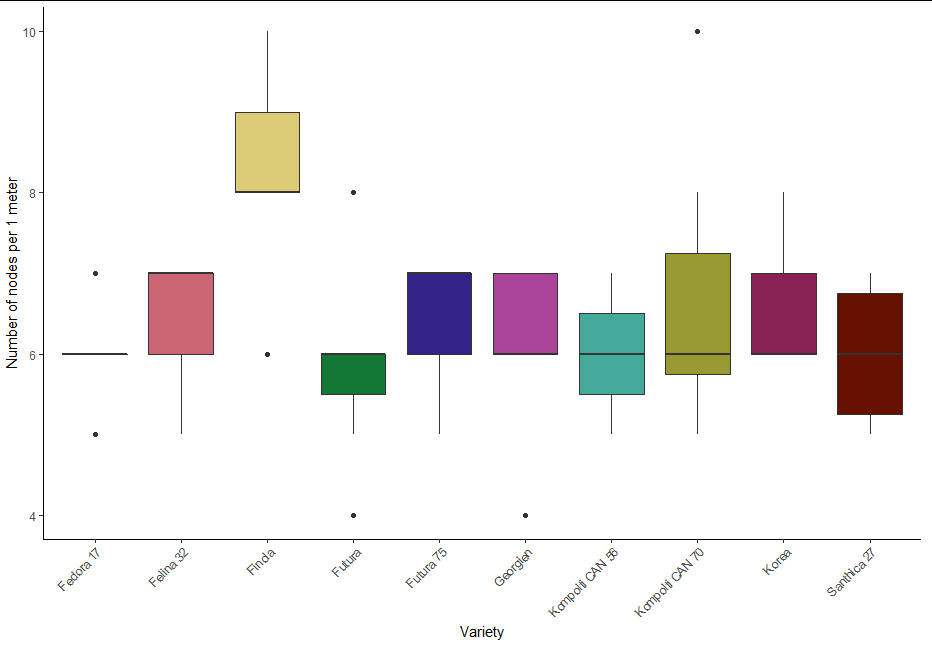 Number of nodes per 1 meter
10
8
6
4
Fedora 17
Felina 32
Finda
Futura
Futura 75
Georgien
Kompolti CAN 56
Kompolti CAN 70
Korea
Santhica 27
Variety